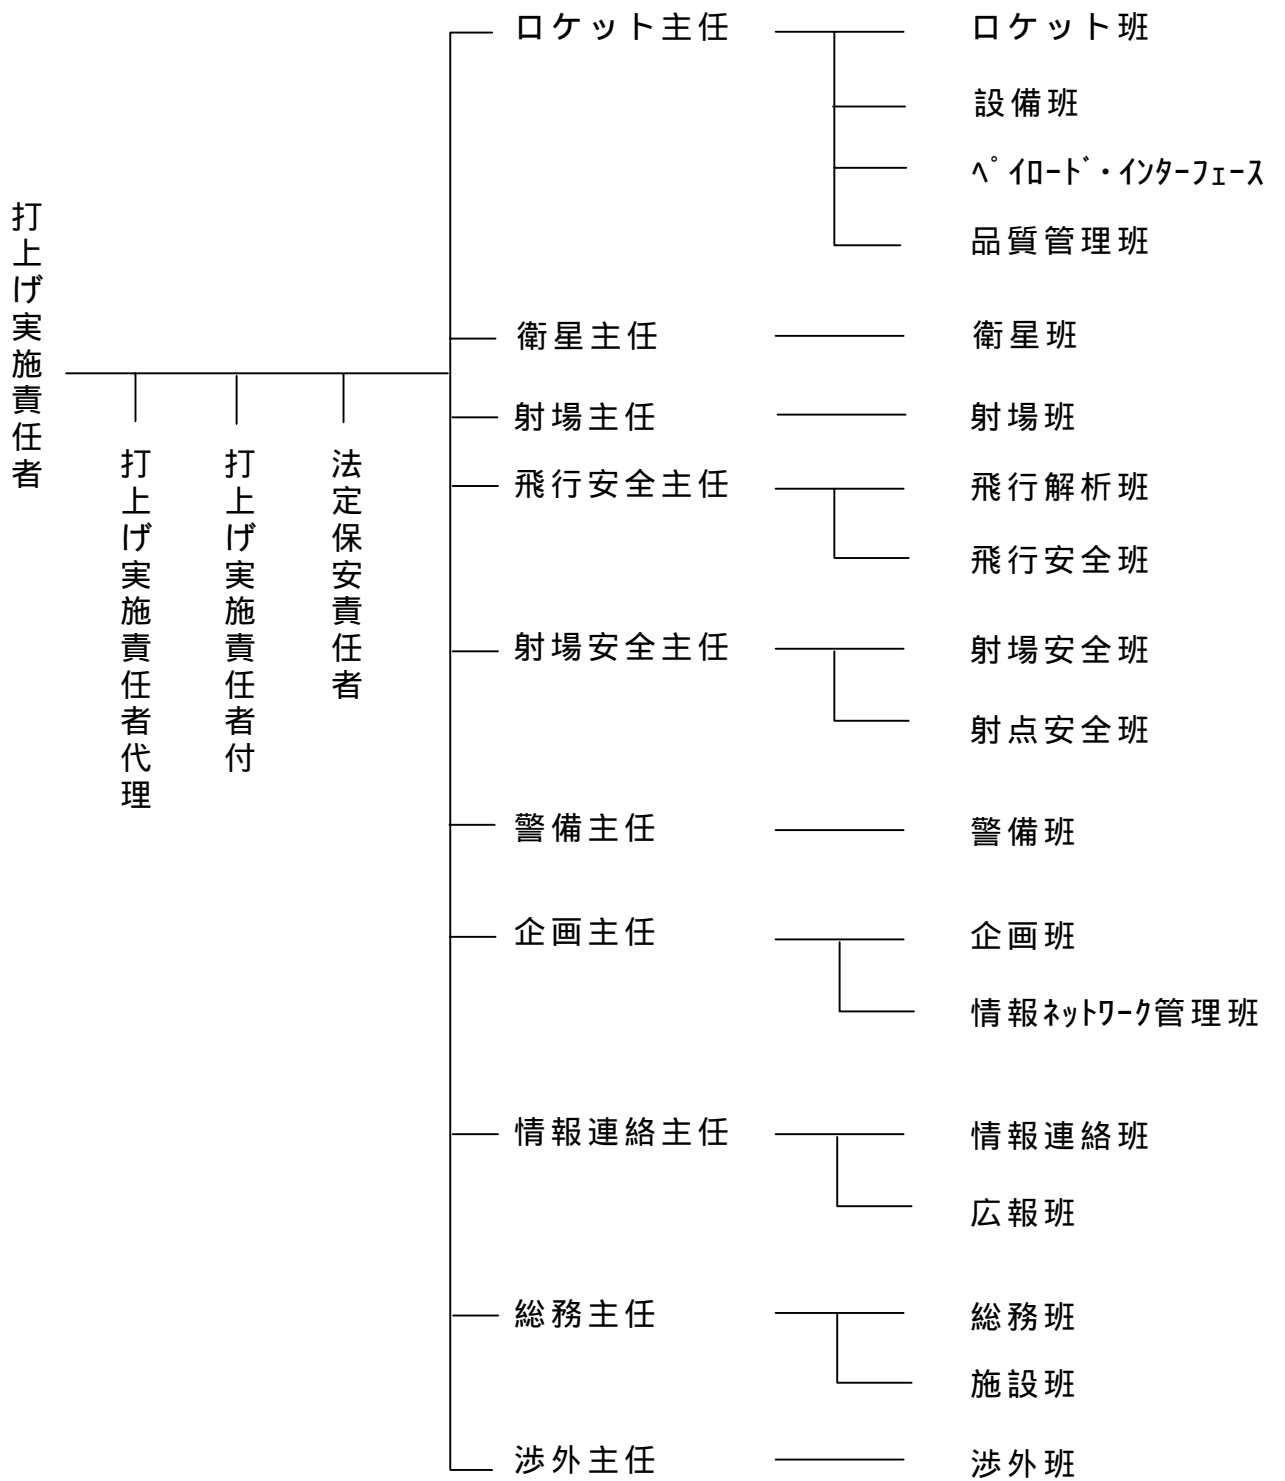 打上げ実施責任者
打上げ実施責任者代理
打上げ実施責任者付
法定保安責任者
ロケット主任
ロケット班
設備班
ﾍﾟｲﾛｰﾄﾞ・ｲﾝﾀｰﾌｪｰｽ
品質管理班
衛星主任
衛星班
射場主任
射場班
飛行安全主任
飛行解析班
飛行安全班
射場安全主任
射場安全班
射点安全班
警備主任
警備班
企画主任
企画班
情報ﾈｯﾄﾜｰｸ管理班
情報連絡主任
情報連絡班
広報班
総務主任
総務班
施設班
渉外主任
渉外班